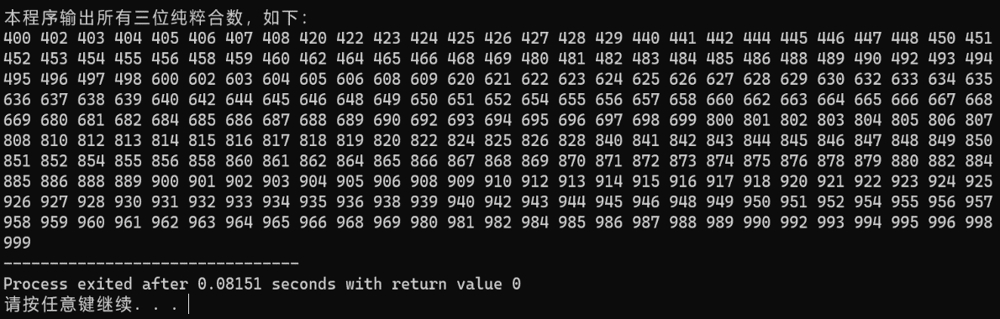 本程序输出所有三位纯粹合数，如下：
400 402 403 404 405 406 407 408 420 422 423 424 425 426 427 428 429 440 441 442 444 445 446 447 448 450 451
452 453 454 455 456 458 459 460 462 464 465 466 468 469 480 481 482 483 484 485 486 488 489 490 492 493 494
495 496 497 498 600 602 603 604 605 606 608 609 620 621 622 623 624 625 626 627 628 629 630 632 633 634 635
636 637 638 639 640 642 644 645 646 648 649 650 651 652 654 655 656 657 658 660 662 663 664 665 666 667 668
669 680 681 682 684 685 686 687 688 689 690 692 693 694 695 696 697 698 699 800 801 802 803 804 805 806 807
808 810 812 813 814 815 816 817 818 819 820 822 824 825 826 828 840 841 842 843 844 845 846 847 848 849 850
851 852 854 855 856 858 860 861 862 864 865 866 867 868 869 870 871 872 873 874 875 876 878 879 880 882 884
885 886 888 889 900 901 902 903 904 905 906 908 909 910 912 913 914 915 916 917 918 920 921 922 923 924 925
926 927 928 930 931 932 933 934 935 936 938 939 940 942 943 944 945 946 948 949 950 951 952 954 955 956 957
958 959 960 961 962 963 964 965 966 968 969 980 981 982 984 985 986 987 988 989 990 992 993 994 995 996 998
999
--------------------------------
Process exited after 0.08151 seconds with return value 0
请按任意键继续. . .